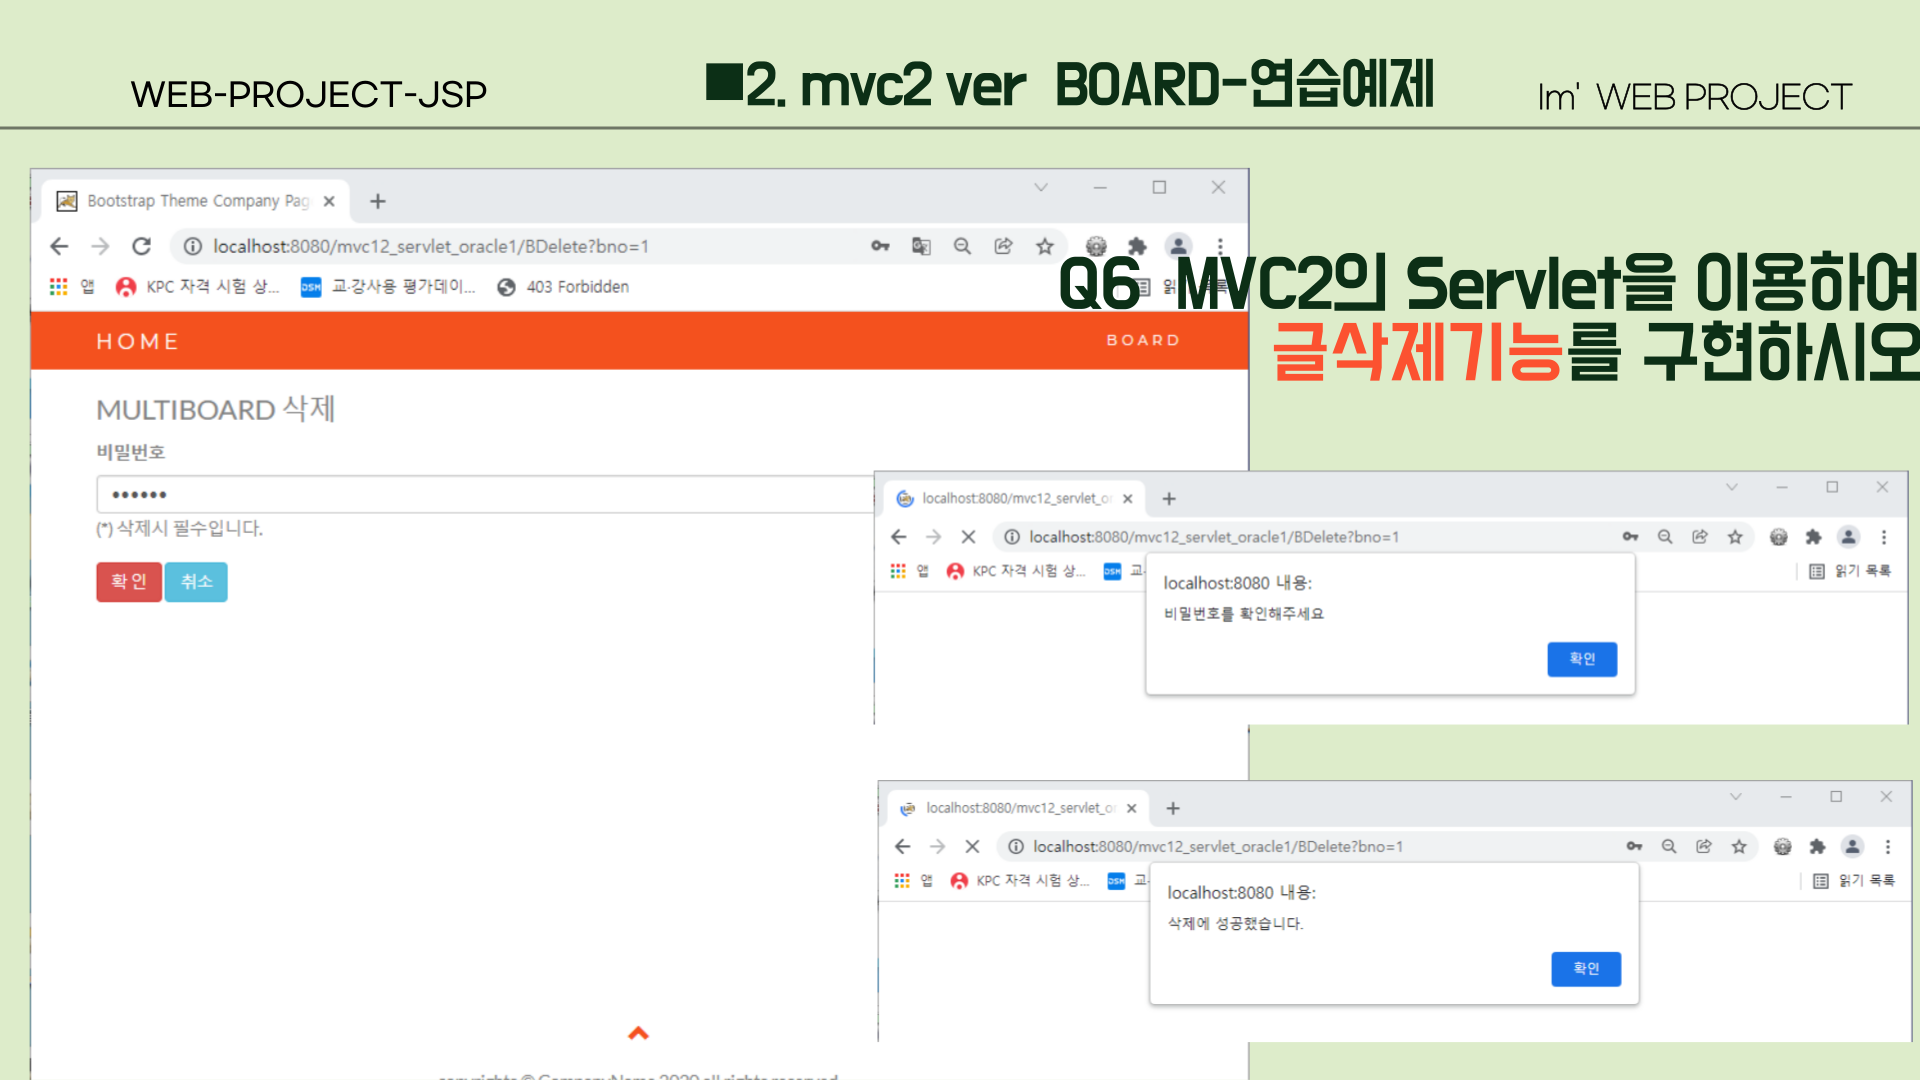 WEB-PROJECT-JSP
■2. mvc2 ver BOARD-연습예제
Im' WEB PROJECT
Bootstrap Theme Company Pag
localhost:8080/mvc12_servlet_oracle1/BDelete?bno=1
앱 KPC 자격 시험 상... 교·강사용 평가데이... 403 Forbidden
Q6 MVC2의 Servlet을 이용하여
글삭제기능를 구현하시오
HOME
BOARD
MULTIBOARD 삭제
비밀번호
••••••
(*) 삭제시 필수입니다.
확인 취소
localhost:8080/mvc12_servlet_o
localhost:8080/mvc12_servlet_oracle1/BDelete?bno=1
앱 KPC 자격 시험 상... DSM 교 읽기 목록
localhost:8080 내용:
비밀번호를 확인해주세요
확인
localhost:8080/mvc12_servlet_o
localhost:8080/mvc12_servlet_oracle1/BDelete?bno=1
앱 KPC 자격 시험 상... DSM 교 읽기 목록
localhost:8080 내용:
삭제에 성공했습니다.
확인